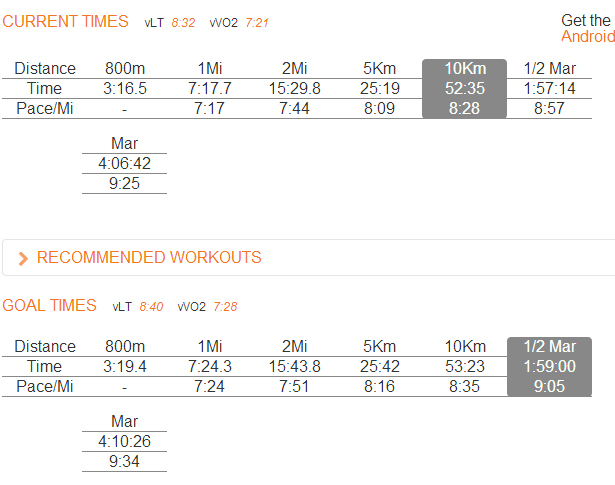 CURRENT TIMES vLT 8:32 vVO2 7:21
Get the
Android
Distance 800m 1Mi 2Mi 5Km 10Km 1/2 Mar
Time 3:16.5 7:17.7 15:29.8 25:19 52:35 1:57:14
Pace/Mi - 7:17 7:44 8:09 8:28 8:57
Mar
4:06:42
9:25
RECOMMENDED WORKOUTS
GOAL TIMES vLT 8:40 vVO2 7:28
Distance 800m 1Mi 2Mi 5Km 10Km 1/2 Mar
Time 3:19.4 7:24.3 15:43.8 25:42 53:23 1:59:00
Pace/Mi - 7:24 7:51 8:16 8:35 9:05
Mar
4:10:26
9:34